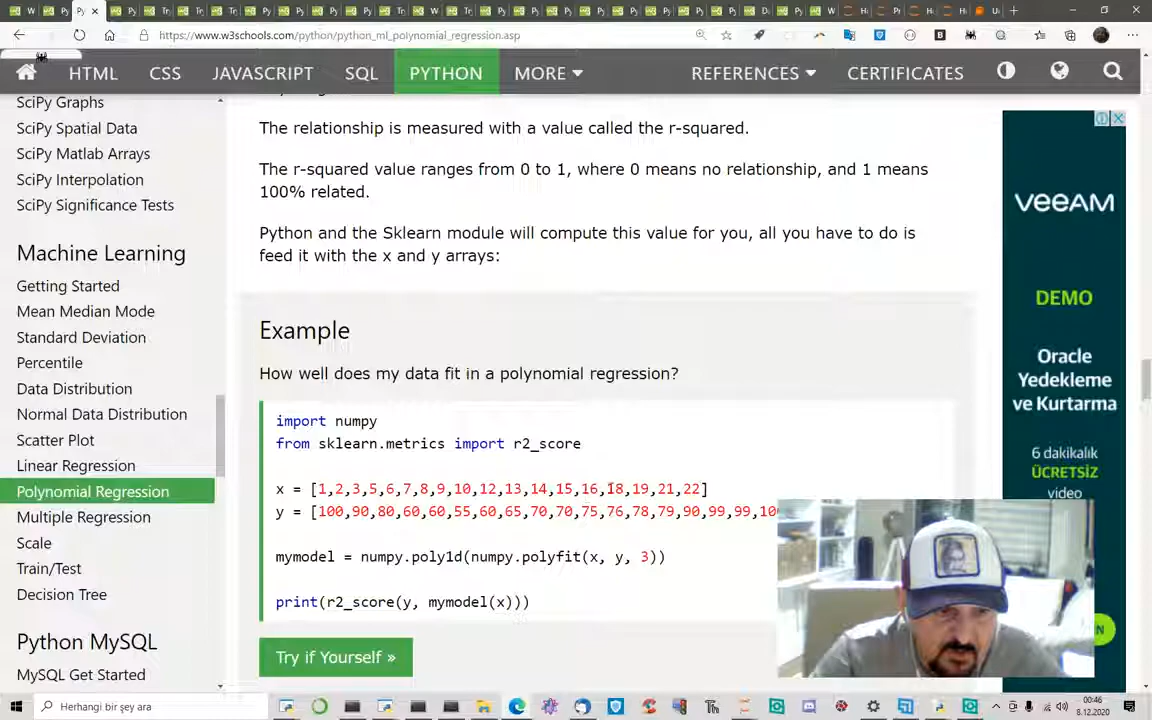 https://www.w3schools.com/python/python_ml_polynomial_regression.asp
HTML CSS JAVASCRIPT SQL PYTHON MORE REFERENCES CERTIFICATES
SciPy Graphs
SciPy Spatial Data
SciPy Matlab Arrays
SciPy Interpolation
SciPy Significance Tests
Machine Learning
Getting Started
Mean Median Mode
Standard Deviation
Percentile
Data Distribution
Normal Data Distribution
Scatter Plot
Linear Regression
Polynomial Regression
Multiple Regression
Scale
Train/Test
Decision Tree
Python MySQL
MySQL Get Started
The relationship is measured with a value called the r-squared.
The r-squared value ranges from 0 to 1, where 0 means no relationship, and 1 means
100% related.
Python and the Sklearn module will compute this value for you, all you have to do is
feed it with the x and y arrays:
Example
How well does my data fit in a polynomial regression?
import numpy
from sklearn.metrics import r2_score
x = [1,2,3,5,6,7,8,9,10,12,13,14,15,16,18,19,21,22]
y = [100,90,80,60,60,55,60,65,70,70,75,76,78,79,90,99,99,100
mymodel = numpy.poly1d(numpy.polyfit(x, y, 3))
print(r2_score(y, mymodel(x)))
Try it Yourself »
VEEAM
DEMO
Oracle
Yedekleme
ve Kurtarma
6 dakikalık
ÜCRETSİZ
video
N
Herhangi bir şey ara
00:46
8.12.2020